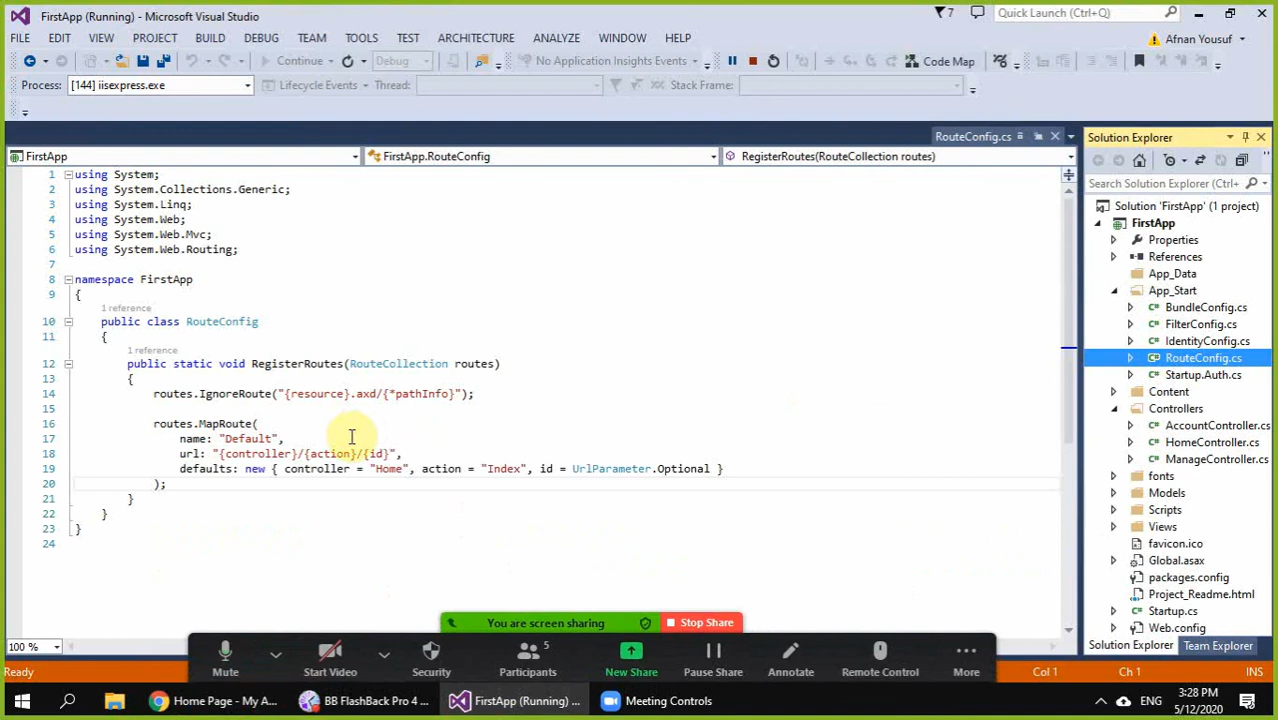 FirstApp (Running) - Microsoft Visual Studio
7
Quick Launch (Ctrl+Q)
FILE EDIT VIEW PROJECT BUILD DEBUG TEAM TOOLS TEST ARCHITECTURE ANALYZE WINDOW HELP
Afnan Yousuf
Continue
Debug
No Application Insights Events
Code Map
Process: [144] iisexpress.exe
Lifecycle Events
Thread:
Stack Frame:
RouteConfig.cs
Solution Explorer
FirstApp
FirstApp.RouteConfig
RegisterRoutes(RouteCollection routes)
1 using System;
2 using System.Collections.Generic;
3 using System.Linq;
4 using System.Web;
5 using System.Web.Mvc;
6 using System.Web.Routing;
7
8 namespace FirstApp
9 {
1 reference
10 public class RouteConfig
11 {
1 reference
12 public static void RegisterRoutes(RouteCollection routes)
13 {
14 routes.IgnoreRoute("{resource}.axd/{*pathInfo}");
15
16 routes.MapRoute(
17 name: "Default",
18 url: "{controller}/{action}/{id}",
19 defaults: new { controller = "Home", action = "Index", id = UrlParameter.Optional }
20 );
21 }
22 }
23 }
24
Search Solution Explorer (Ctrl+
Solution 'FirstApp' (1 project)
FirstApp
Properties
References
App_Data
App_Start
BundleConfig.cs
FilterConfig.cs
IdentityConfig.cs
RouteConfig.cs
Startup.Auth.cs
Content
Controllers
AccountController.cs
HomeController.cs
ManageController.cs
fonts
Models
Scripts
Views
favicon.ico
Global.asax
packages.config
Project_Readme.html
Startup.cs
Web.config
You are screen sharing
Stop Share
100 %
Solution Explorer Team Explorer
Mute
Start Video
Security
5
Participants
New Share
Pause Share
Annotate
Remote Control
More
Ready
Col 1
Ch 1
INS
Home Page - My A...
BB FlashBack Pro 4 ...
FirstApp (Running) ...
Meeting Controls
ENG
3:28 PM
5/12/2020